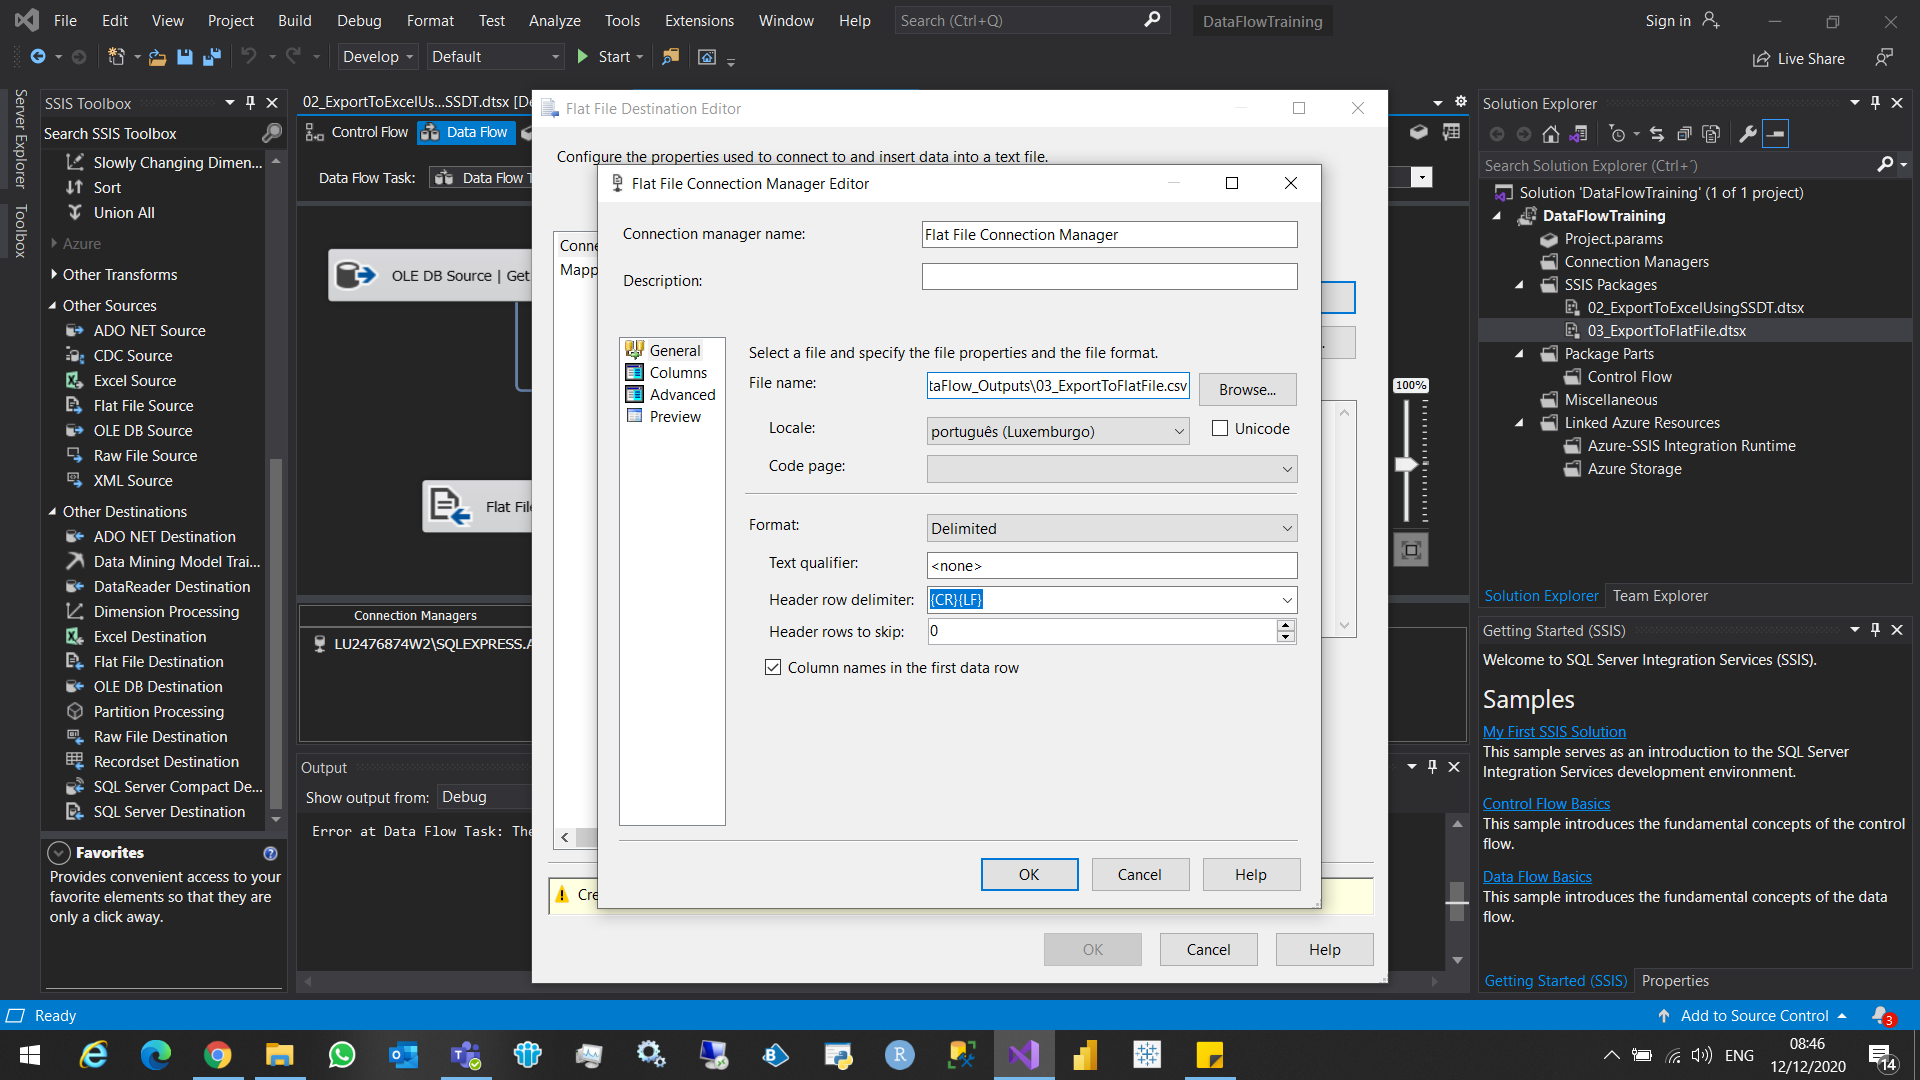 File Edit View Project Build Debug Format Test Analyze Tools Extensions Window Help Search (Ctrl+Q) DataFlowTraining Sign in
Develop Default Start Live Share
Server Explorer
Toolbox
SSIS Toolbox
Search SSIS Toolbox
Slowly Changing Dimen...
Sort
Union All
Azure
Other Transforms
Other Sources
ADO NET Source
CDC Source
Excel Source
Flat File Source
OLE DB Source
Raw File Source
XML Source
Other Destinations
ADO NET Destination
Data Mining Model Trai...
DataReader Destination
Dimension Processing
Excel Destination
Flat File Destination
OLE DB Destination
Partition Processing
Raw File Destination
Recordset Destination
SQL Server Compact De...
SQL Server Destination
Favorites
Provides convenient access to your
favorite elements so that they are
only a click away.
02_ExportToExcelUs...SSDT.dtsx [De
Control Flow Data Flow
Data Flow Task: Data Flow T
OLE DB Source | Get
Flat File
Connection Managers
LU2476874W2\SQLEXPRESS.A
Output
Show output from: Debug
Error at Data Flow Task: The
Flat File Destination Editor
Configure the properties used to connect to and insert data into a text file.
Conne
Mapp
Cre
OK Cancel Help
Flat File Connection Manager Editor
Connection manager name: Flat File Connection Manager
Description:
General
Columns
Advanced
Preview
Select a file and specify the file properties and the file format.
File name: taFlow_Outputs\03_ExportToFlatFile.csv Browse...
Locale: português (Luxemburgo) Unicode
Code page:
Format: Delimited
Text qualifier: <none>
Header row delimiter: {CR}{LF}
Header rows to skip: 0
Column names in the first data row
OK Cancel Help
100%
Solution Explorer
Search Solution Explorer (Ctrl+´)
Solution 'DataFlowTraining' (1 of 1 project)
DataFlowTraining
Project.params
Connection Managers
SSIS Packages
02_ExportToExcelUsingSSDT.dtsx
03_ExportToFlatFile.dtsx
Package Parts
Control Flow
Miscellaneous
Linked Azure Resources
Azure-SSIS Integration Runtime
Azure Storage
Solution Explorer Team Explorer
Getting Started (SSIS)
Welcome to SQL Server Integration Services (SSIS).
Samples
My First SSIS Solution
This sample serves as an introduction to the SQL Server
Integration Services development environment.
Control Flow Basics
This sample introduces the fundamental concepts of the control
flow.
Data Flow Basics
This sample introduces the fundamental concepts of the data
flow.
Getting Started (SSIS) Properties
Ready Add to Source Control 3
ENG 08:46
12/12/2020 14